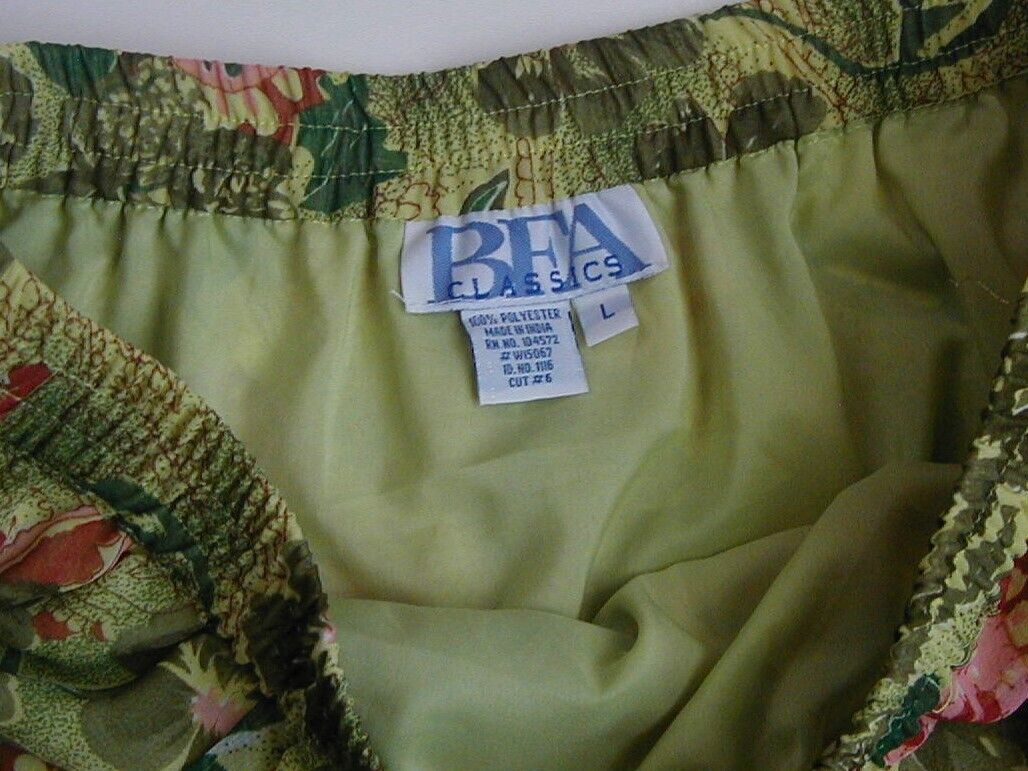 BFA
CLASSICS
L
100% POLYESTER
MADE IN INDIA
RN NO. 104572
#W15067
ID. NO. 1116
CUT #6